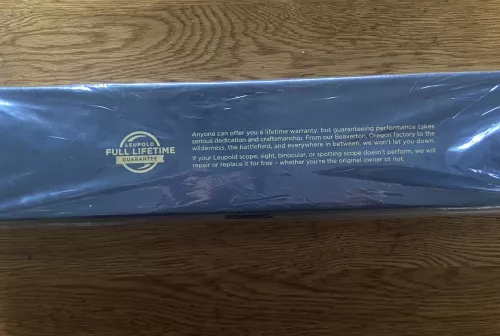 LEUPOLD
FULL LIFETIME
GUARANTEE
Anyone can offer you a lifetime warranty, but guaranteeing performance takes
serious dedication and craftsmanship. From our Beaverton, Oregon factory to the
wilderness, the battlefield, and everywhere in between, we won't let you down.
If your Leupold scope, sight, binocular, or spotting scope doesn't perform, we will
repair or replace it for free – whether you're the original owner or not.